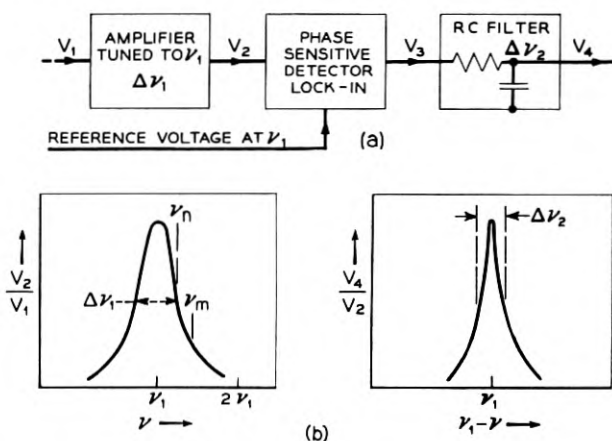 V₁
AMPLIFIER
TUNED TO ν₁
Δν₁
V₂
PHASE
SENSITIVE
DETECTOR
LOCK-IN
V₃
RC FILTER
Δν₂
V₄
REFERENCE VOLTAGE AT ν₁
(a)
V₂
V₁
νₙ
Δν₁
νₘ
ν₁
2ν₁
ν
V₄
V₂
Δν₂
ν₁
ν₁-ν
(b)